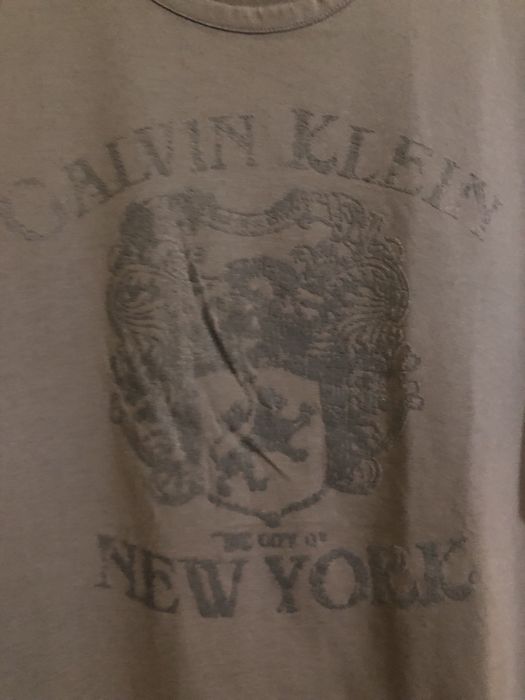 CALVIN KLEIN
THE CITY OF
NEW YORK.